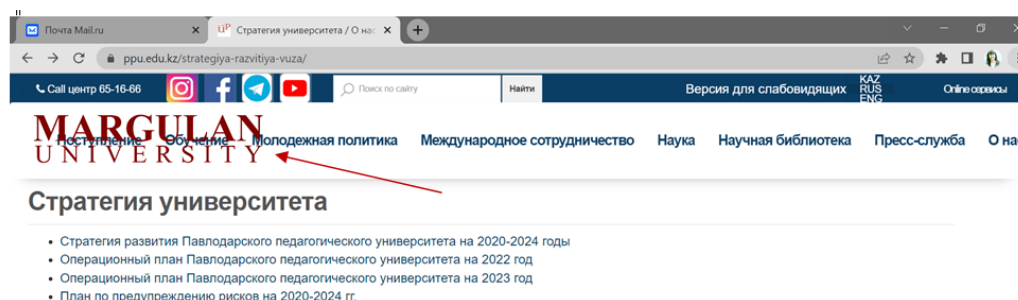 "
Почта Mail.ru × ÜP Стратегия университета / О нас × +
ppu.edu.kz/strategiya-razvitiya-vuza/
Call центр 65-16-66 Поиск по сайту Найти Версия для слабовидящих KAZ RUS ENG Online сервисы
MARGULAN
Поступление Обучение Молодежная политика Международное сотрудничество Наука Научная библиотека Пресс-служба О на
UNIVERSITY
Стратегия университета
• Стратегия развития Павлодарского педагогического университета на 2020-2024 годы
• Операционный план Павлодарского педагогического университета на 2022 год
• Операционный план Павлодарского педагогического университета на 2023 год
• План по предупреждению рисков на 2020-2024 гг.